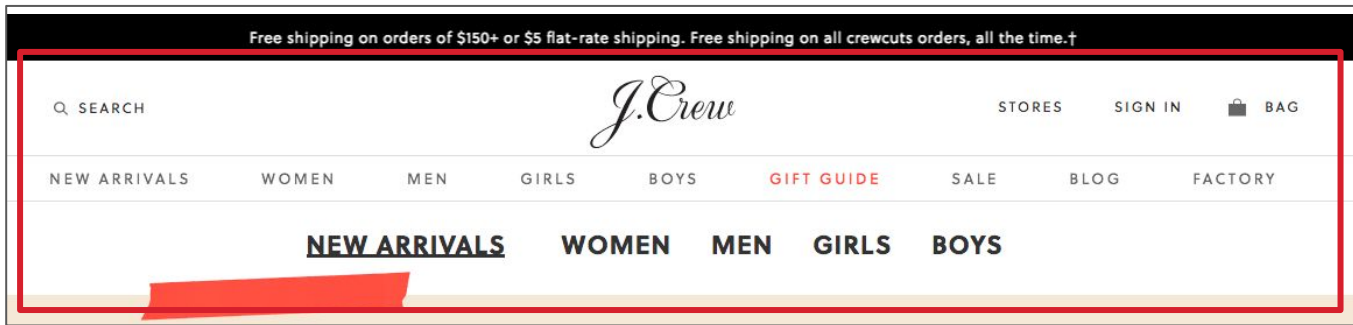 Free shipping on orders of $150+ or $5 flat-rate shipping. Free shipping on all crewcuts orders, all the time.†
SEARCH
J.Crew
STORES SIGN IN BAG
NEW ARRIVALS WOMEN MEN GIRLS BOYS GIFT GUIDE SALE BLOG FACTORY
NEW ARRIVALS WOMEN MEN GIRLS BOYS